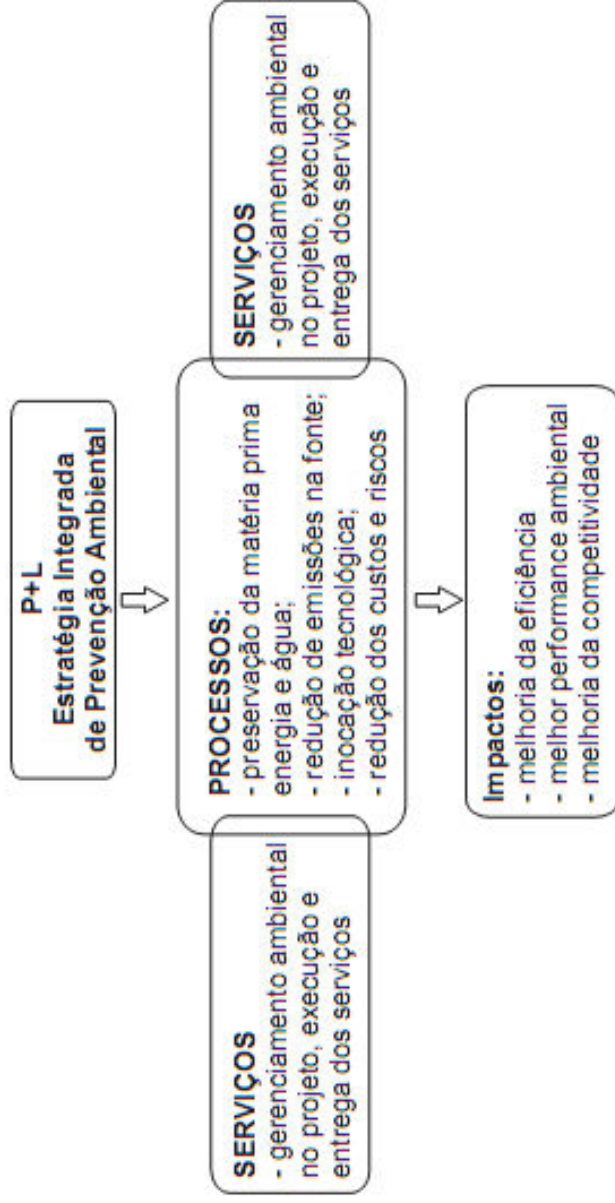 P+L
Estratégia Integrada
de Prevenção Ambiental
SERVIÇOS
- gerenciamento ambiental
no projeto, execução e
entrega dos serviços
PROCESSOS:
- preservação da matéria prima
energia e água;
- redução de emissões na fonte;
- inocação tecnológica;
- redução dos custos e riscos
SERVIÇOS
- gerenciamento ambiental
no projeto, execução e
entrega dos serviços
Impactos:
- melhoria da eficiência
- melhor performance ambiental
- melhoria da competitividade